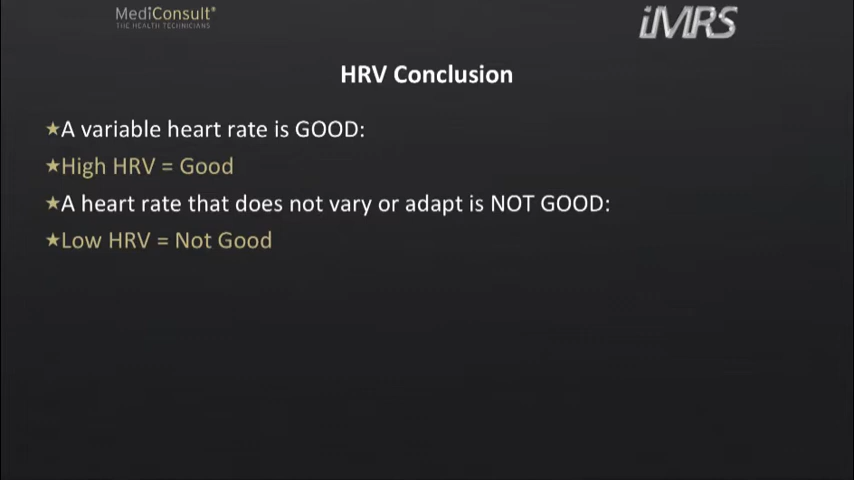 MediConsult®
THE HEALTH TECHNICIANS
iMRS
HRV Conclusion
★A variable heart rate is GOOD:
★High HRV = Good
★A heart rate that does not vary or adapt is NOT GOOD:
★Low HRV = Not Good